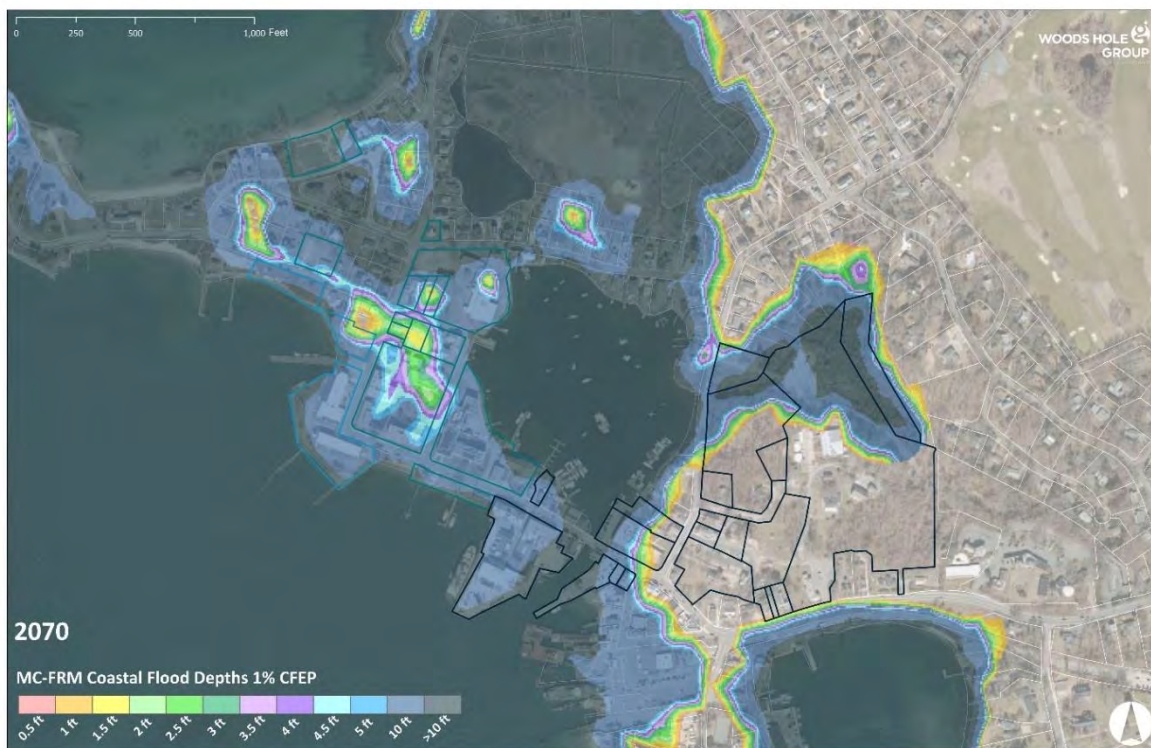 0 250 500 1,000 Feet
WOODS HOLE
GROUP
2070
MC-FRM Coastal Flood Depths 1% CFEP
0.5 ft 1 ft 1.5 ft 2 ft 2.5 ft 3 ft 3.5 ft 4 ft 4.5 ft 5 ft 10 ft >10 ft